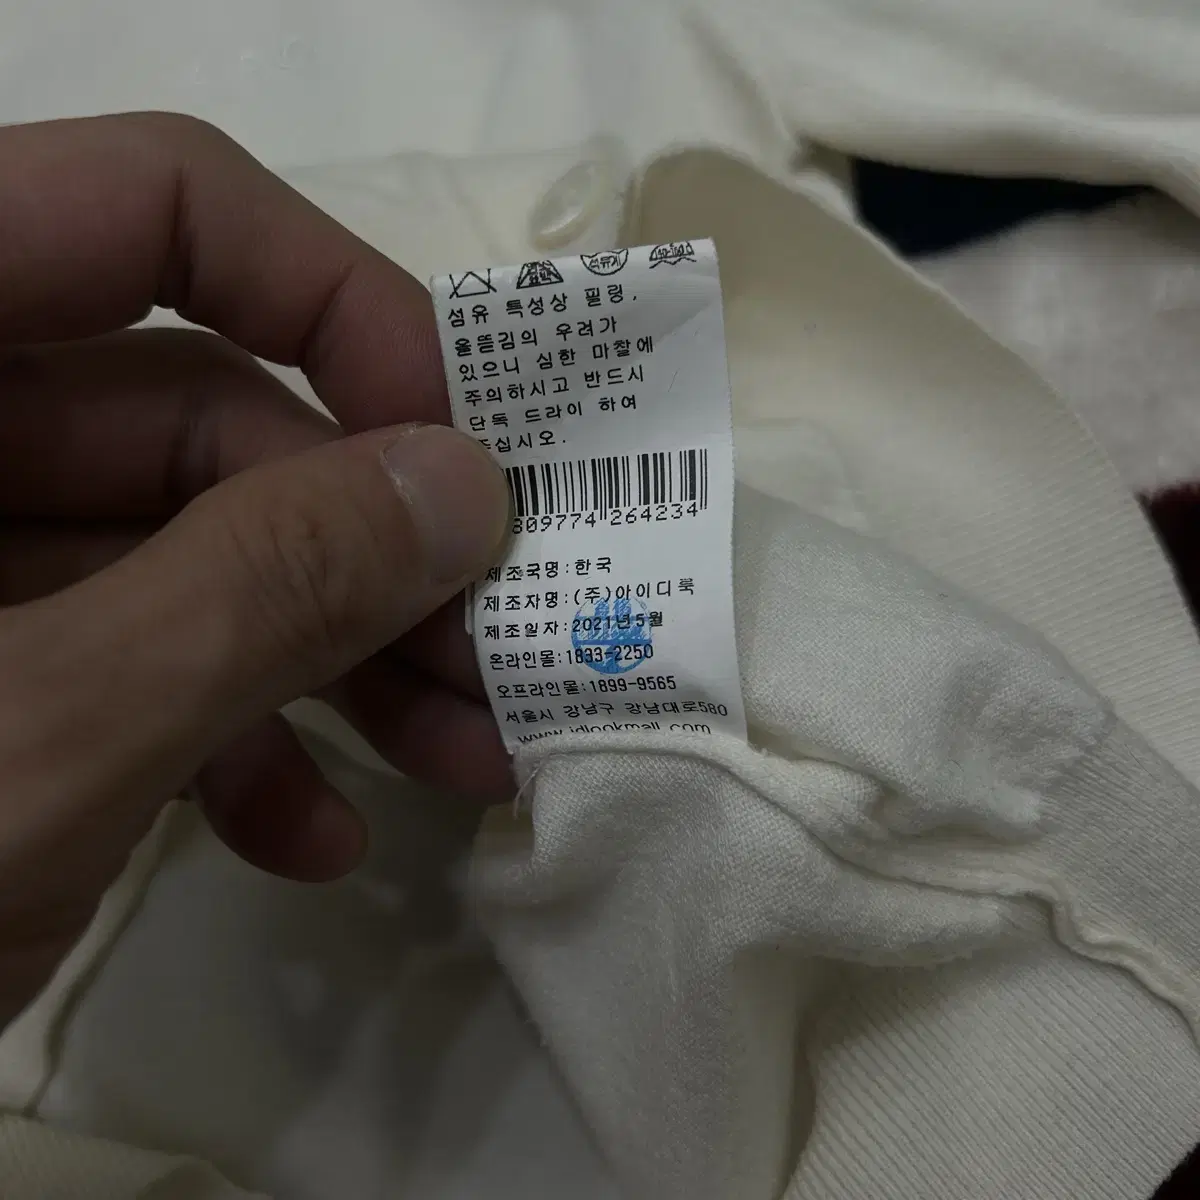 섬유 특성상 필링,
올뜯김의 우려가
있으니 심한 마찰에
주의하시고 반드시
단독 드라이 하여
주십시오.
809774 264234
제조국명:한국
제조자명:(주)아이디룩
제조일자:2021년5월
온라인몰:1833-2250
오프라인몰:1899-9565
서울시 강남구 강남대로580
www.idlookmall.com